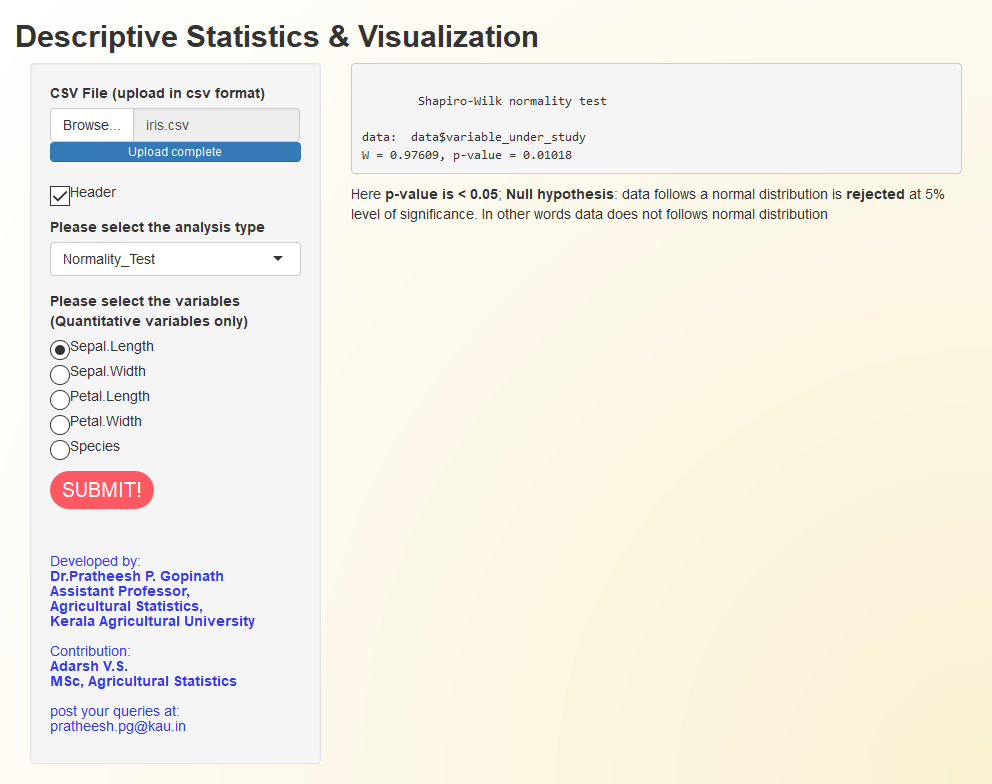 Descriptive Statistics & Visualization
CSV File (upload in csv format)
Browse... iris.csv
Upload complete
Header
Please select the analysis type
Normality_Test
Please select the variables
(Quantitative variables only)
Sepal.Length
Sepal.Width
Petal.Length
Petal.Width
Species
SUBMIT!
Developed by:
Dr.Pratheesh P. Gopinath
Assistant Professor,
Agricultural Statistics,
Kerala Agricultural University
Contribution:
Adarsh V.S.
MSc, Agricultural Statistics
post your queries at:
pratheesh.pg@kau.in
Shapiro-Wilk normality test
data:  data$variable_under_study
W = 0.97609, p-value = 0.01018
Here p-value is < 0.05; Null hypothesis: data follows a normal distribution is rejected at 5%
level of significance. In other words data does not follows normal distribution